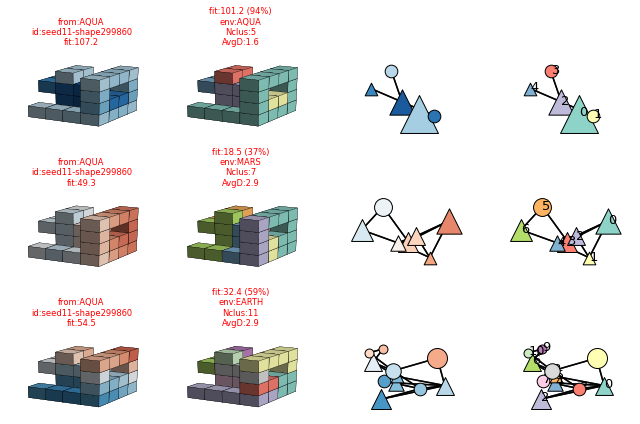 from:AQUA
id:seed11-shape299860
fit:107.2
fit:101.2 (94%)
env:AQUA
Nclus:5
AvgD:1.6
3
4
2
0
1
from:AQUA
id:seed11-shape299860
fit:49.3
fit:18.5 (37%)
env:MARS
Nclus:7
AvgD:2.9
5
0
6
2
4
3
1
from:AQUA
id:seed11-shape299860
fit:54.5
fit:32.4 (59%)
env:EARTH
Nclus:11
AvgD:2.9
9
0
2